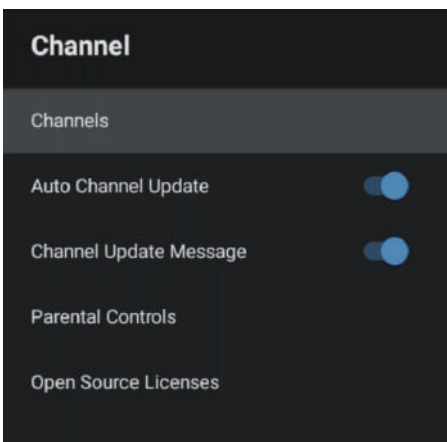 Channel
Channels
Auto Channel Update
Channel Update Message
Parental Controls
Open Source Licenses